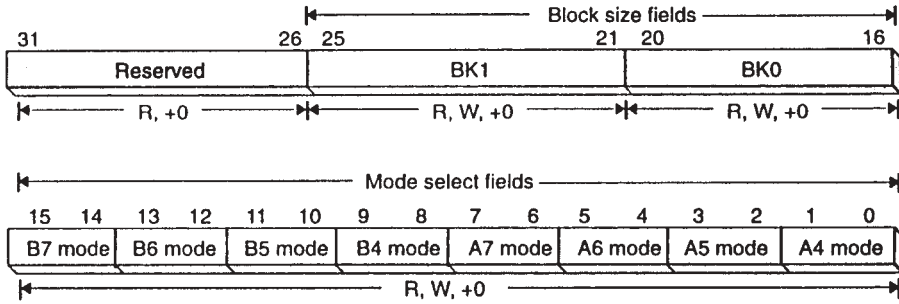 Block size fields
31 26 25 21 20 16
Reserved BK1 BK0
R, +0 R, W, +0 R, W, +0
Mode select fields
15 14 13 12 11 10 9 8 7 6 5 4 3 2 1 0
B7 mode B6 mode B5 mode B4 mode A7 mode A6 mode A5 mode A4 mode
R, W, +0